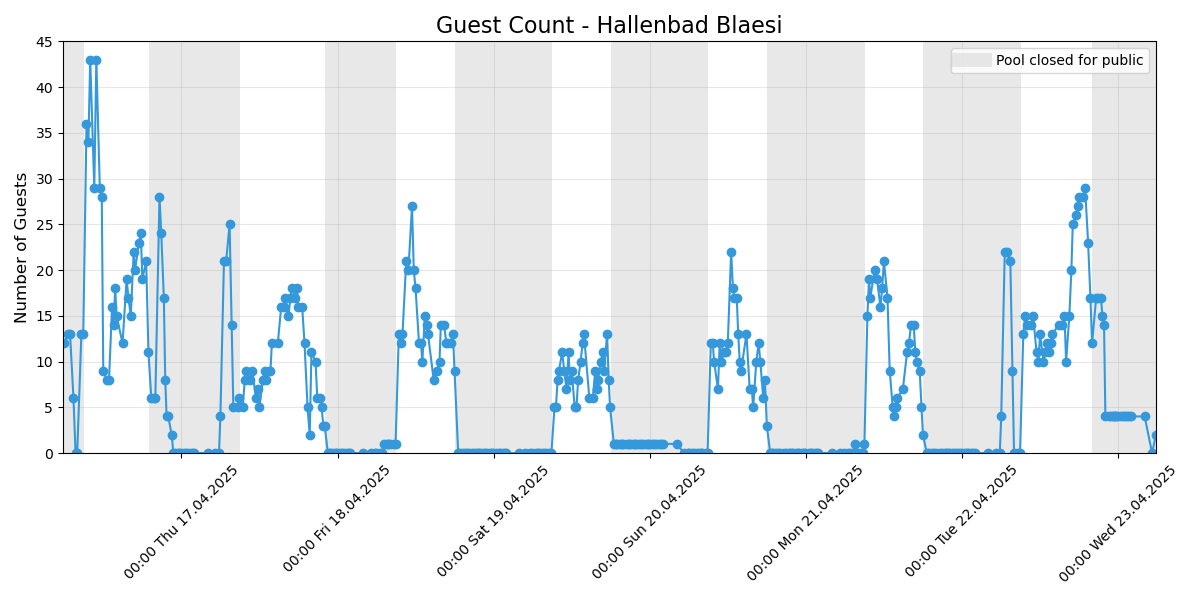 Guest Count - Hallenbad Blaesi
Pool closed for public
Number of Guests
45
40
35
30
25
20
15
10
5
0
00:00 Thu 17.04.2025
00:00 Fri 18.04.2025
00:00 Sat 19.04.2025
00:00 Sun 20.04.2025
00:00 Mon 21.04.2025
00:00 Tue 22.04.2025
00:00 Wed 23.04.2025